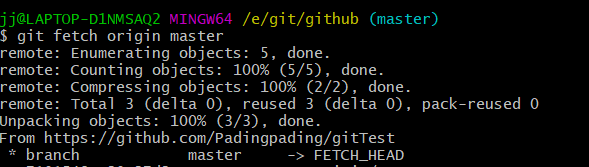 jj@LAPTOP-D1NMSAQ2 MINGW64 /e/git/github (master)
$ git fetch origin master
remote: Enumerating objects: 5, done.
remote: Counting objects: 100% (5/5), done.
remote: Compressing objects: 100% (2/2), done.
remote: Total 3 (delta 0), reused 3 (delta 0), pack-reused 0
Unpacking objects: 100% (3/3), done.
From https://github.com/Padingpading/gitTest
* branch master -> FETCH_HEAD